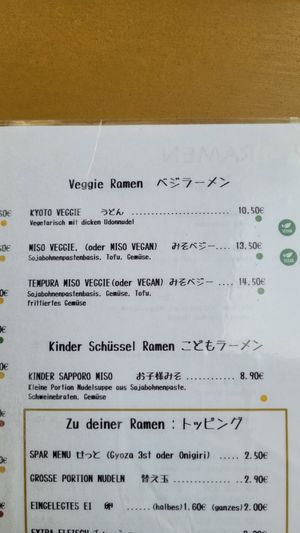 Veggie Ramen ベジラーメン
KYOTO VEGGIE うどん ........................ 10.50€
Vegetarisch mit dicken Udonnudel
MISO VEGGIE, (oder MISO VEGAN) みそベジー .... 13.50€
Sojabohnenpastenbasis, Tofu, Gemüse,
TEMPURA MISO VEGGIE(oder VEGAN) みそベジー .... 14.50€
Sojabohnenpastenbasis, Gemüse, Tofu,
frittiertes Gemüse
Kinder Schüssel Ramen こどもラーメン
KINDER SAPPORO MISO お子様みそ ............ 8.90€
Kleine Portion Nudelsuppe aus Sojabohnenpaste,
Schweinebraten, Gemüse
Zu deiner Ramen : トッピング
SPAR MENU せっと (Gyoza 3st oder Onigiri) ..... 2.50€
GROSSE PORTION NUDELN 替え玉 ................ 2.90€
EINGELEGTES EI 卵 ....... (halbes)1.60€ (ganzes)2.00€